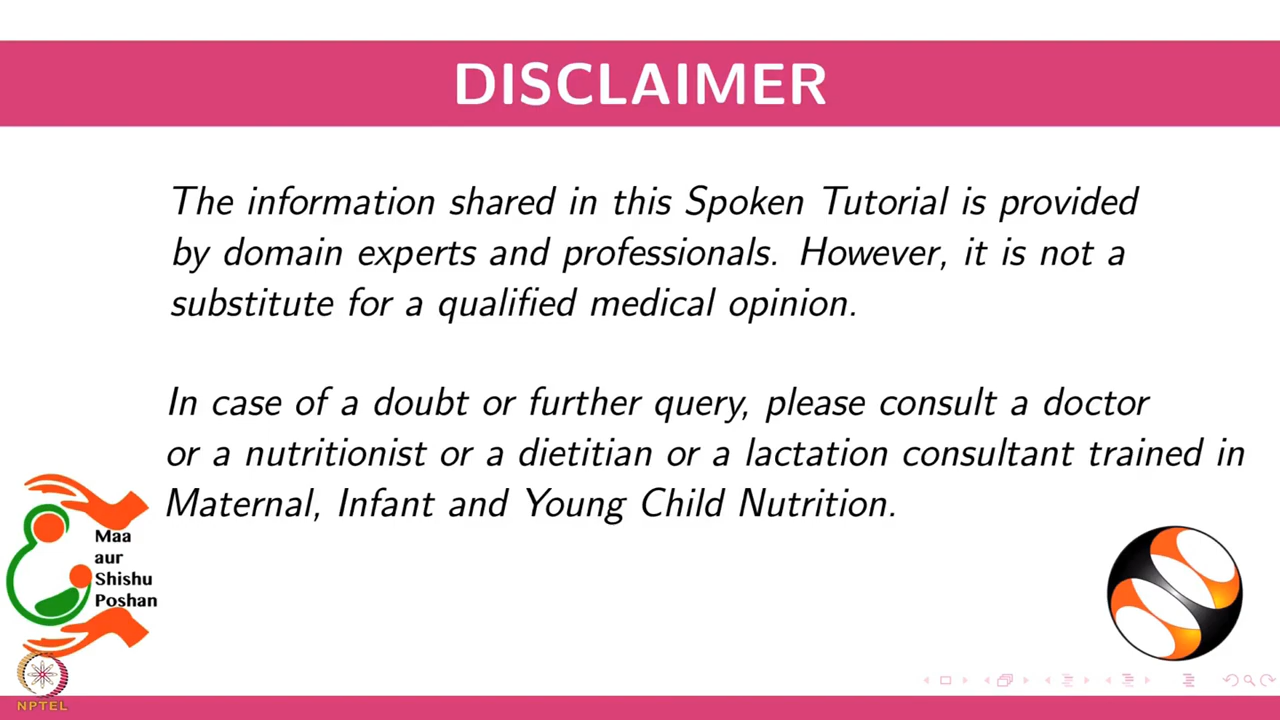 DISCLAIMER
The information shared in this Spoken Tutorial is provided
by domain experts and professionals. However, it is not a
substitute for a qualified medical opinion.
In case of a doubt or further query, please consult a doctor
or a nutritionist or a dietitian or a lactation consultant trained in
Maternal, Infant and Young Child Nutrition.
Maa
aur
Shishu
Poshan
NPTEL